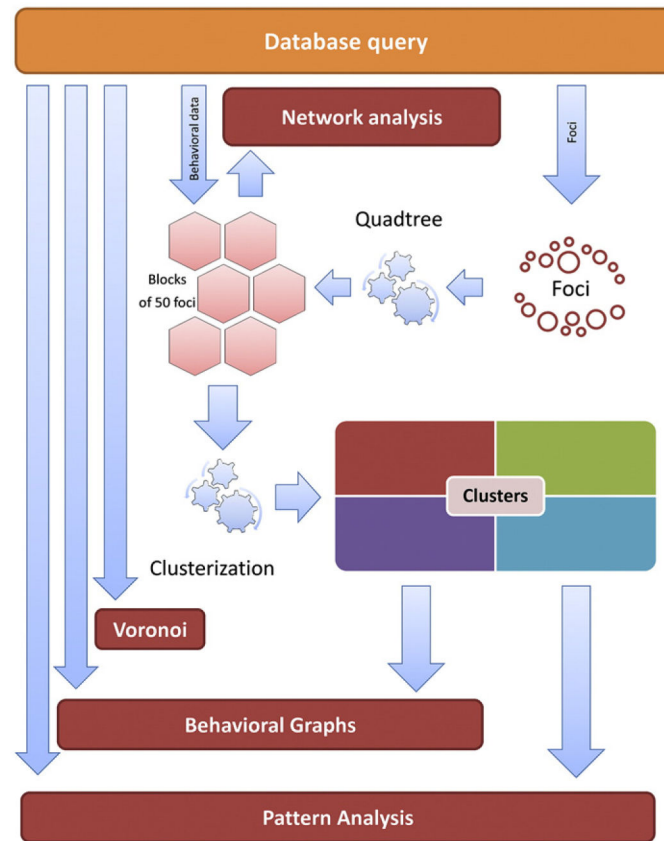 Database query
Behavioral data
Network analysis
Foci
Quadtree
Blocks
of 50 foci
Foci
Clusterization
Clusters
Voronoi
Behavioral Graphs
Pattern Analysis